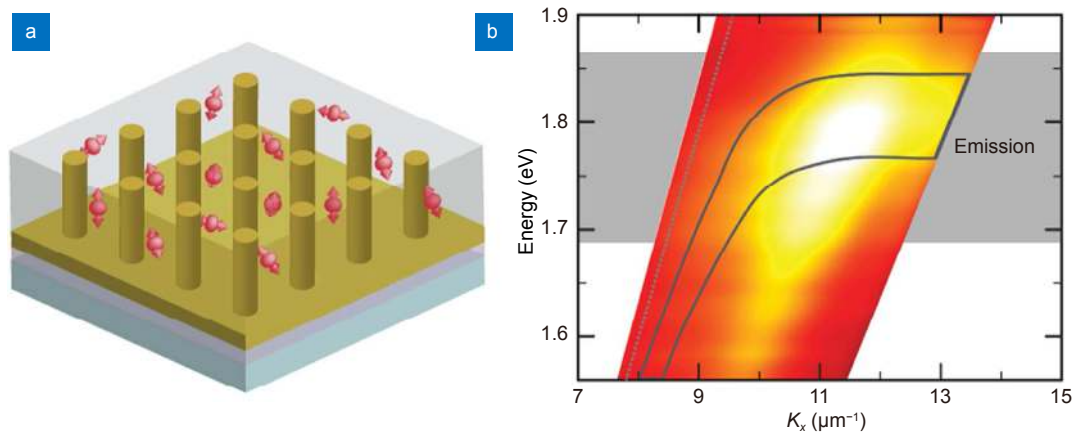 a
b
1.9
1.8
1.7
1.6
Energy (eV)
Emission
7
9
11
13
15
Kₓ (µm⁻¹)